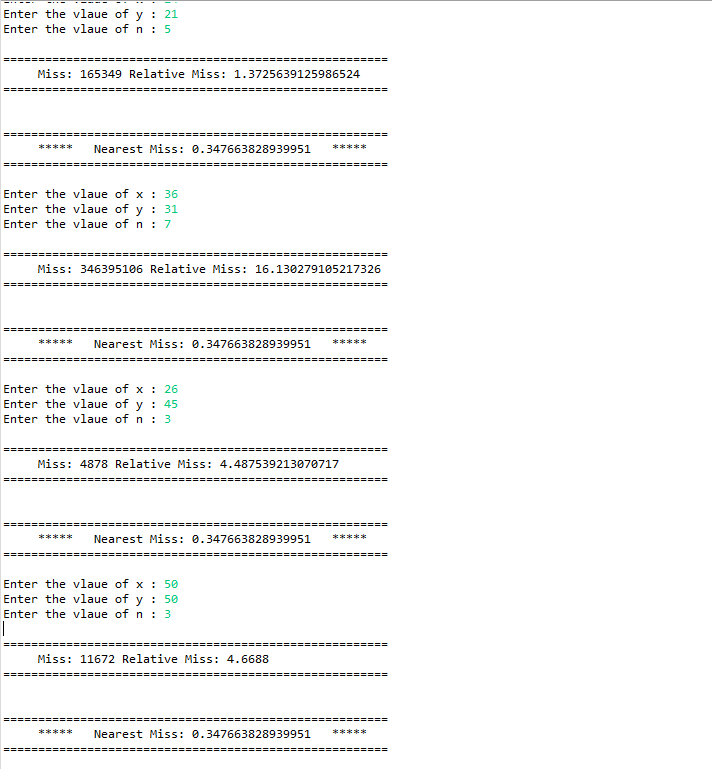 Enter the vlaue of y : 21
Enter the vlaue of n : 5
=======================================================
Miss: 165349 Relative Miss: 1.3725639125986524
=======================================================
=======================================================
***** Nearest Miss: 0.347663828939951 *****
=======================================================
Enter the vlaue of x : 36
Enter the vlaue of y : 31
Enter the vlaue of n : 7
=======================================================
Miss: 346395106 Relative Miss: 16.130279105217326
=======================================================
=======================================================
***** Nearest Miss: 0.347663828939951 *****
=======================================================
Enter the vlaue of x : 26
Enter the vlaue of y : 45
Enter the vlaue of n : 3
=======================================================
Miss: 4878 Relative Miss: 4.487539213070717
=======================================================
=======================================================
***** Nearest Miss: 0.347663828939951 *****
=======================================================
Enter the vlaue of x : 50
Enter the vlaue of y : 50
Enter the vlaue of n : 3
=======================================================
Miss: 11672 Relative Miss: 4.6688
=======================================================
=======================================================
***** Nearest Miss: 0.347663828939951 *****
=======================================================